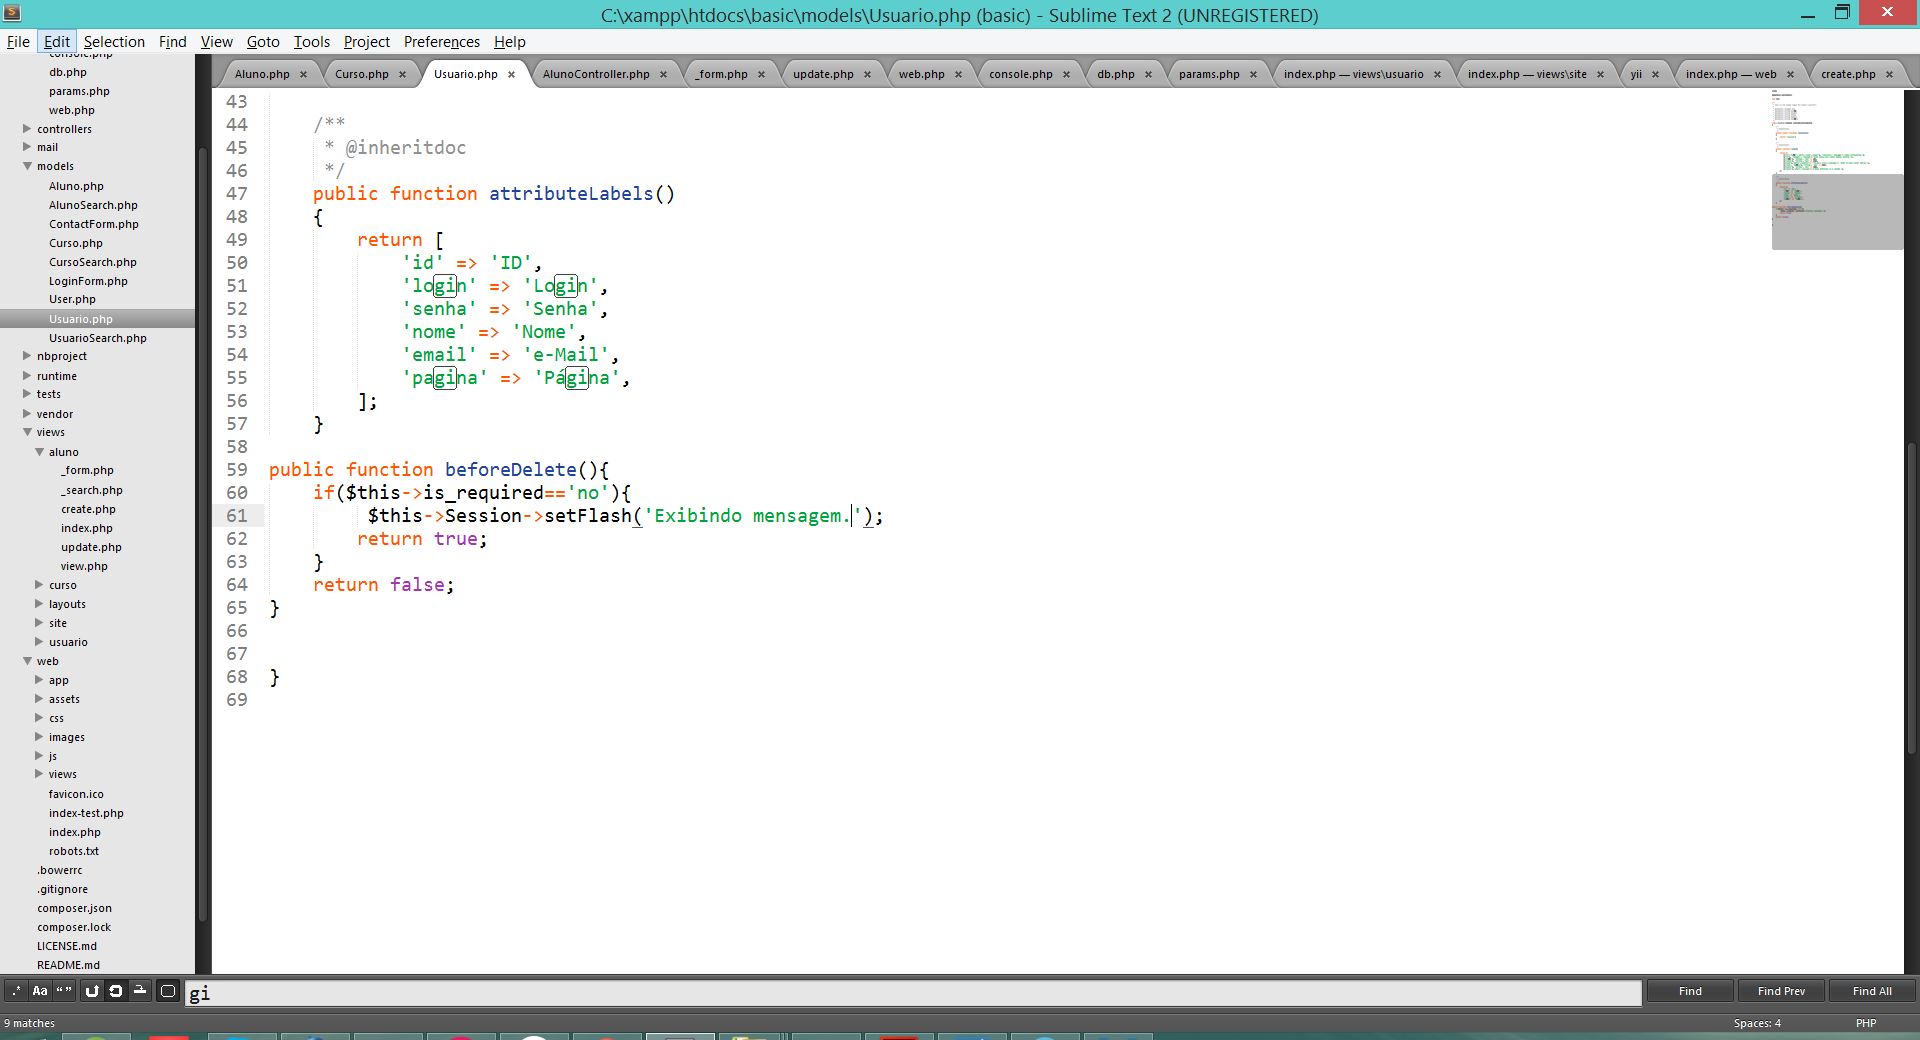 C:\xampp\htdocs\basic\models\Usuario.php (basic) - Sublime Text 2 (UNREGISTERED)
File Edit Selection Find View Goto Tools Project Preferences Help
Aluno.php × Curso.php × Usuario.php × AlunoController.php × _form.php × update.php × web.php × console.php × db.php × params.php × index.php — views\usuario × index.php — views\site × yii × index.php — web × create.php ×
console.php
db.php
params.php
web.php
controllers
mail
models
Aluno.php
AlunoSearch.php
ContactForm.php
Curso.php
CursoSearch.php
LoginForm.php
User.php
Usuario.php
UsuarioSearch.php
nbproject
runtime
tests
vendor
views
aluno
_form.php
_search.php
create.php
index.php
update.php
view.php
curso
layouts
site
usuario
web
app
assets
css
images
js
views
favicon.ico
index-test.php
index.php
robots.txt
.bowerrc
.gitignore
composer.json
composer.lock
LICENSE.md
README.md
43
44 /**
45 * @inheritdoc
46 */
47 public function attributeLabels()
48 {
49 return [
50 'id' => 'ID',
51 'login' => 'Login',
52 'senha' => 'Senha',
53 'nome' => 'Nome',
54 'email' => 'e-Mail',
55 'pagina' => 'Página',
56 ];
57 }
58
59 public function beforeDelete(){
60 if($this->is_required=='no'){
61 $this->Session->setFlash('Exibindo mensagem.');
62 return true;
63 }
64 return false;
65 }
66
67
68 }
69
.* Aa “ ” gi Find Find Prev Find All
9 matches Spaces: 4 PHP